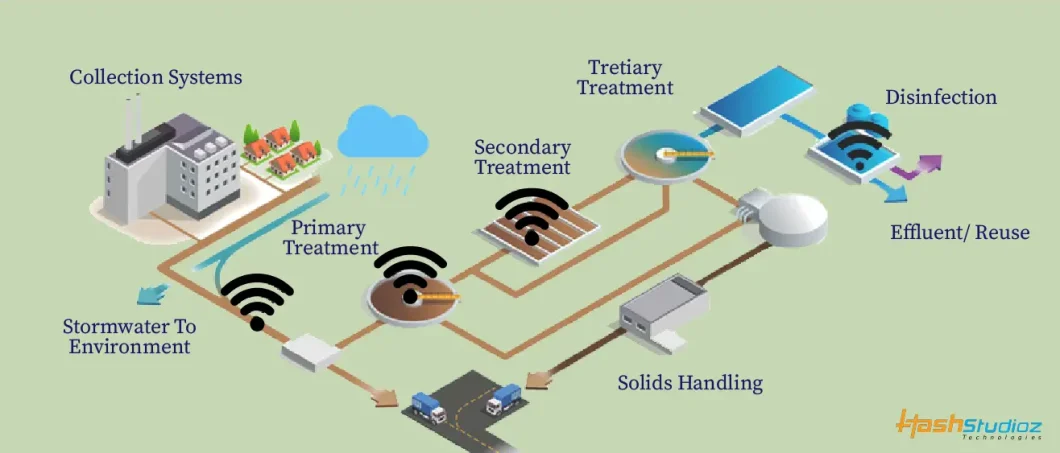 Collection Systems
Tretiary
Treatment
Disinfection
Secondary
Treatment
Primary
Treatment
Effluent/ Reuse
Stormwater To
Environment
Solids Handling
HashStudioz
Technologies